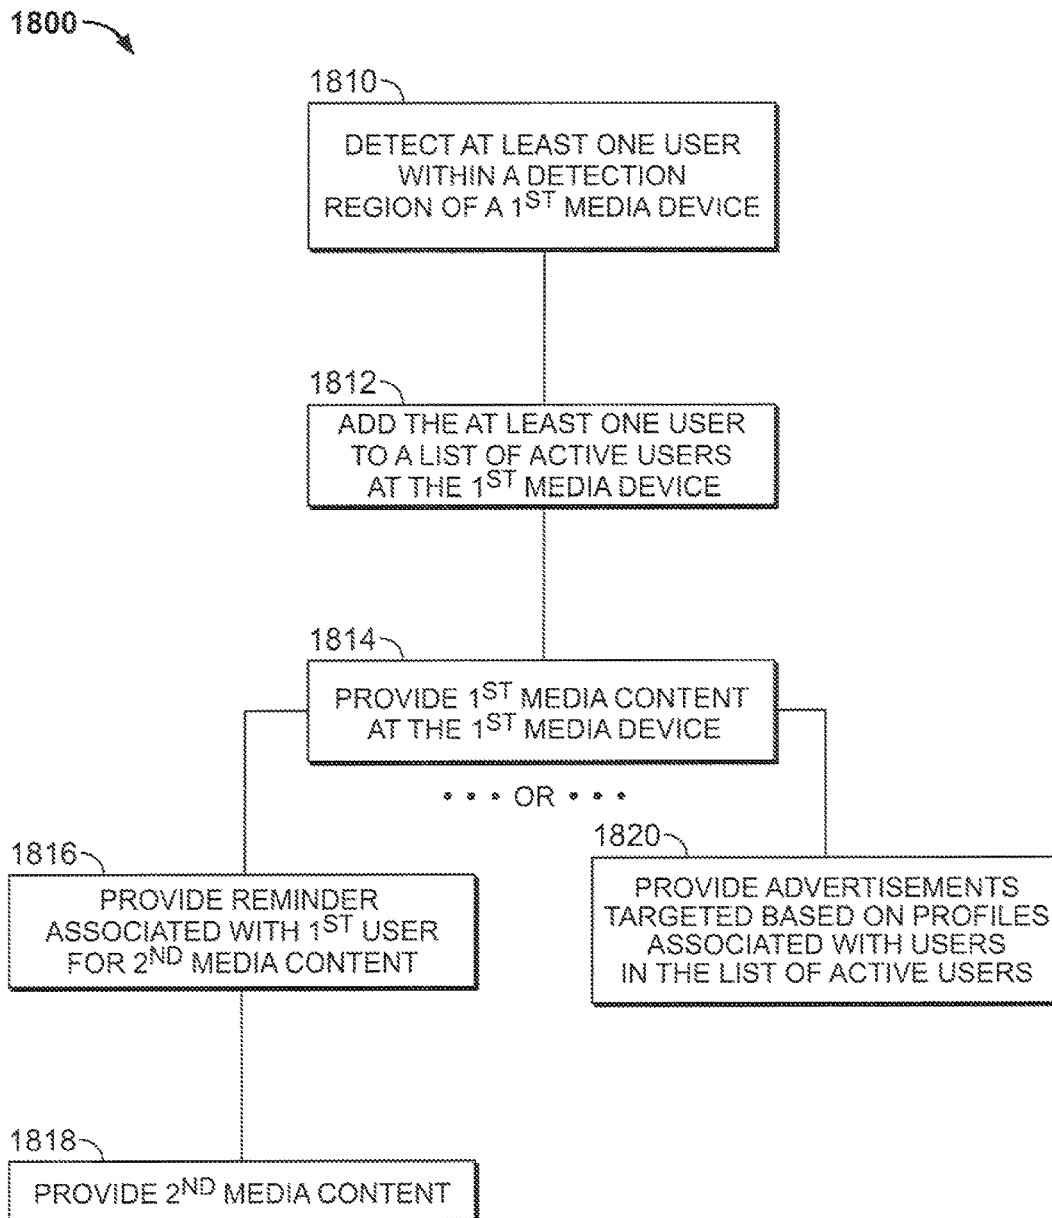 1800
1810
DETECT AT LEAST ONE USER
WITHIN A DETECTION
REGION OF A 1ST MEDIA DEVICE
1812
ADD THE AT LEAST ONE USER
TO A LIST OF ACTIVE USERS
AT THE 1ST MEDIA DEVICE
1814
PROVIDE 1ST MEDIA CONTENT
AT THE 1ST MEDIA DEVICE
• • • OR • • •
1816
PROVIDE REMINDER
ASSOCIATED WITH 1ST USER
FOR 2ND MEDIA CONTENT
1818
PROVIDE 2ND MEDIA CONTENT
1820
PROVIDE ADVERTISEMENTS
TARGETED BASED ON PROFILES
ASSOCIATED WITH USERS
IN THE LIST OF ACTIVE USERS